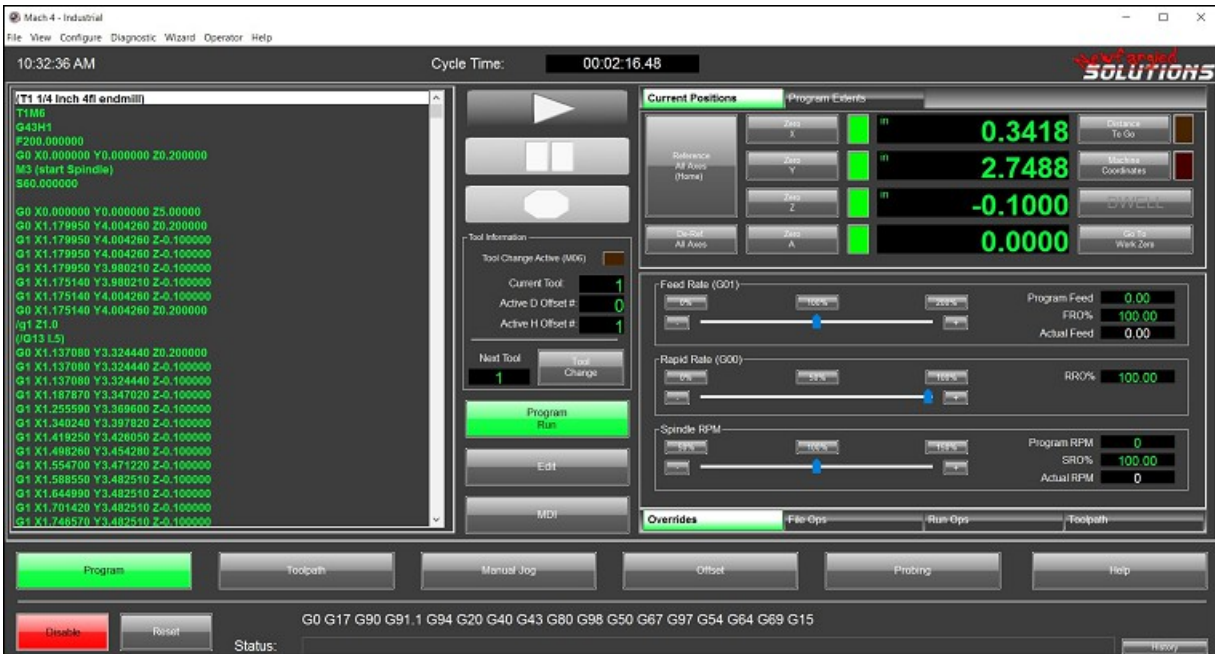 Mach 4 - Industrial
File View Configure Diagnostic Wizard Operator Help
10:32:36 AM
Cycle Time: 00:02:16.48
Newfangled
SOLUTIONS
(T1 1/4 Inch 4fl endmill)
T1M6
G43H1
F200.000000
G0 X0.000000 Y0.000000 Z0.200000
M3 (start Spindle)
S60.000000
G0 X0.000000 Y0.000000 Z5.00000
G0 X1.179950 Y4.004260 Z0.200000
G1 X1.179950 Y4.004260 Z-0.100000
G1 X1.179950 Y4.004260 Z-0.100000
G1 X1.179950 Y3.980210 Z-0.100000
G1 X1.175140 Y3.980210 Z-0.100000
G1 X1.175140 Y4.004260 Z-0.100000
G0 X1.175140 Y4.004260 Z0.200000
/g1 Z1.0
(/G13 I.5)
G0 X1.137080 Y3.324440 Z0.200000
G1 X1.137080 Y3.324440 Z-0.100000
G1 X1.137080 Y3.324440 Z-0.100000
G1 X1.187870 Y3.347020 Z-0.100000
G1 X1.255590 Y3.369600 Z-0.100000
G1 X1.340240 Y3.397820 Z-0.100000
G1 X1.419250 Y3.426050 Z-0.100000
G1 X1.498260 Y3.454280 Z-0.100000
G1 X1.554700 Y3.471220 Z-0.100000
G1 X1.588550 Y3.482510 Z-0.100000
G1 X1.644990 Y3.482510 Z-0.100000
G1 X1.701420 Y3.482510 Z-0.100000
G1 X1.746570 Y3.482510 Z-0.100000
Tool Information
Tool Change Active (M06)
Current Tool: 1
Active D Offset #: 0
Active H Offset #: 1
Next Tool
1
Tool
Change
Program
Run
Edit
MDI
Current Positions
Program Extents
Reference
All Axes
(Home)
Zero
X
in
0.3418
Distance
To Go
Zero
Y
in
2.7488
Machine
Coordinates
Zero
Z
in
-0.1000
DWELL
De-Ref
All Axes
Zero
A
0.0000
Go To
Work Zero
Feed Rate (G01)
0% 100% 200%
- +
Program Feed 0.00
FRO% 100.00
Actual Feed 0.00
Rapid Rate (G00)
0% 50% 100%
- +
RRO% 100.00
Spindle RPM
50% 100% 150%
- +
Program RPM 0
SRO% 100.00
Actual RPM 0
Overrides
File Ops
Run Ops
Toolpath
Program
Toolpath
Manual Jog
Offset
Probing
Help
Disable
Reset
G0 G17 G90 G91.1 G94 G20 G40 G43 G80 G98 G50 G67 G97 G54 G64 G69 G15
Status:
History